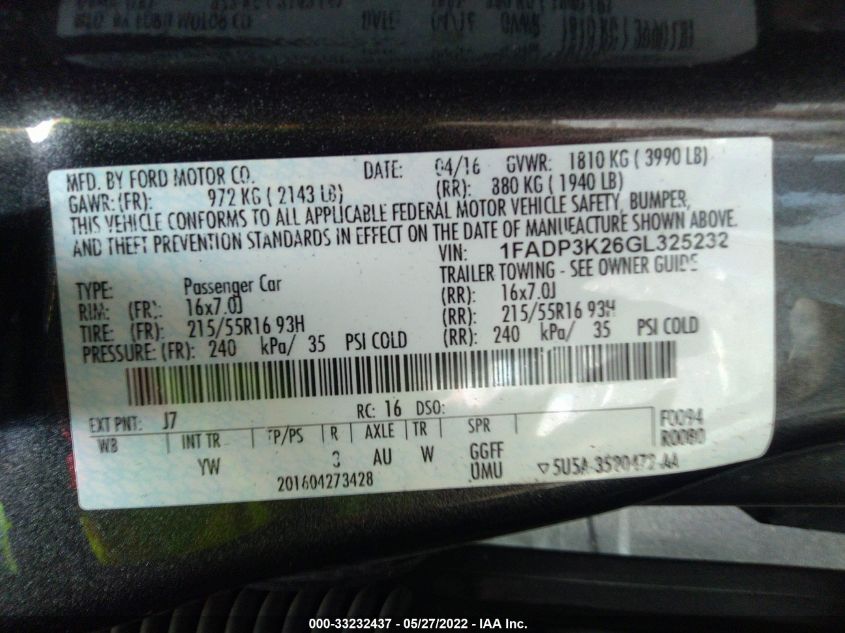 MFD. BY FORD MOTOR CO. DATE: 04/16 GVWR: 1810 KG ( 3990 LB)
GAWR: (FR): 972 KG ( 2143 LB) (RR): 880 KG ( 1940 LB)
THIS VEHICLE CONFORMS TO ALL APPLICABLE FEDERAL MOTOR VEHICLE SAFETY, BUMPER,
AND THEFT PREVENTION STANDARDS IN EFFECT ON THE DATE OF MANUFACTURE SHOWN ABOVE.
VIN: 1FADP3K26GL325232
TYPE: Passenger Car TRAILER TOWING - SEE OWNER GUIDE
RIM: (FR): 16x7.0J (RR): 16x7.0J
TIRE: (FR): 215/55R16 93H (RR): 215/55R16 93H
PRESSURE: (FR): 240 kPa/ 35 PSI COLD (RR): 240 kPa/ 35 PSI COLD
EXT PNT: J7 RC: 16 DSO: F0094
WB INT TR TP/PS R AXLE TR SPR R0080
YW 3 AU W GGFF
201604273428 UMU ▽5U5A-3520472-AA
000-33232437 - 05/27/2022 - IAA Inc.